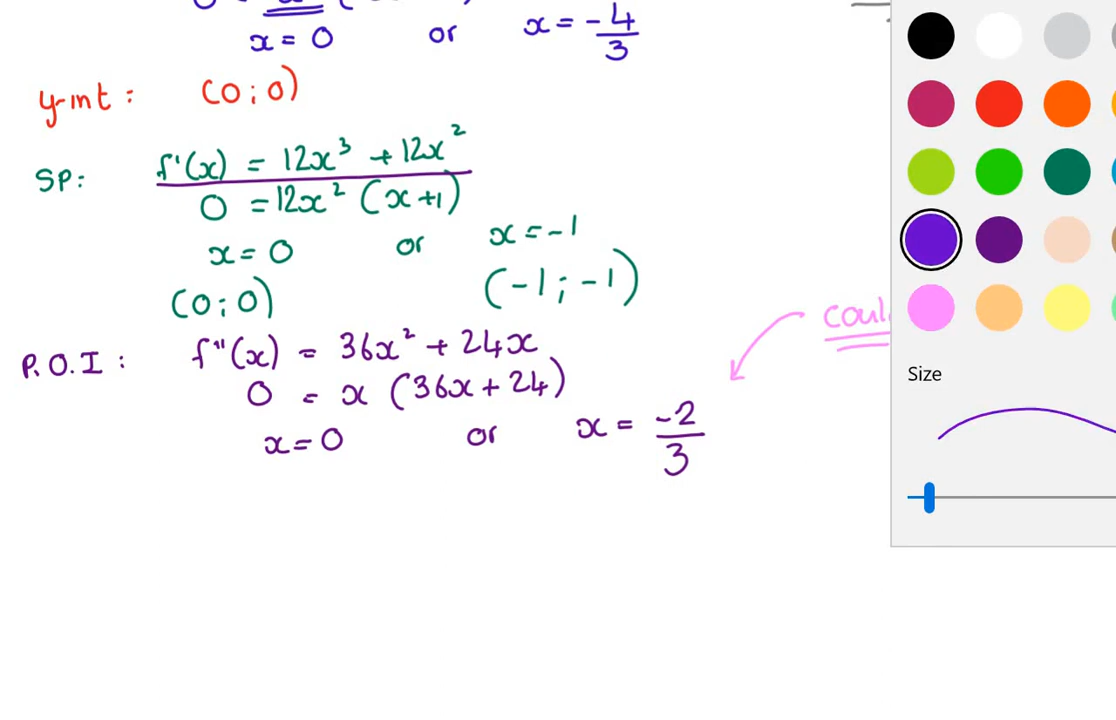 x = 0 or x = -4/3
y-int : (0 ; 0)
SP: f'(x) = 12x³ + 12x²
0 = 12x² (x+1)
x = 0 or x = -1
(0 ; 0) (-1 ; -1)
P.O.I : f"(x) = 36x² + 24x
0 = x (36x + 24)
x = 0 or x = -2/3
coul
Size